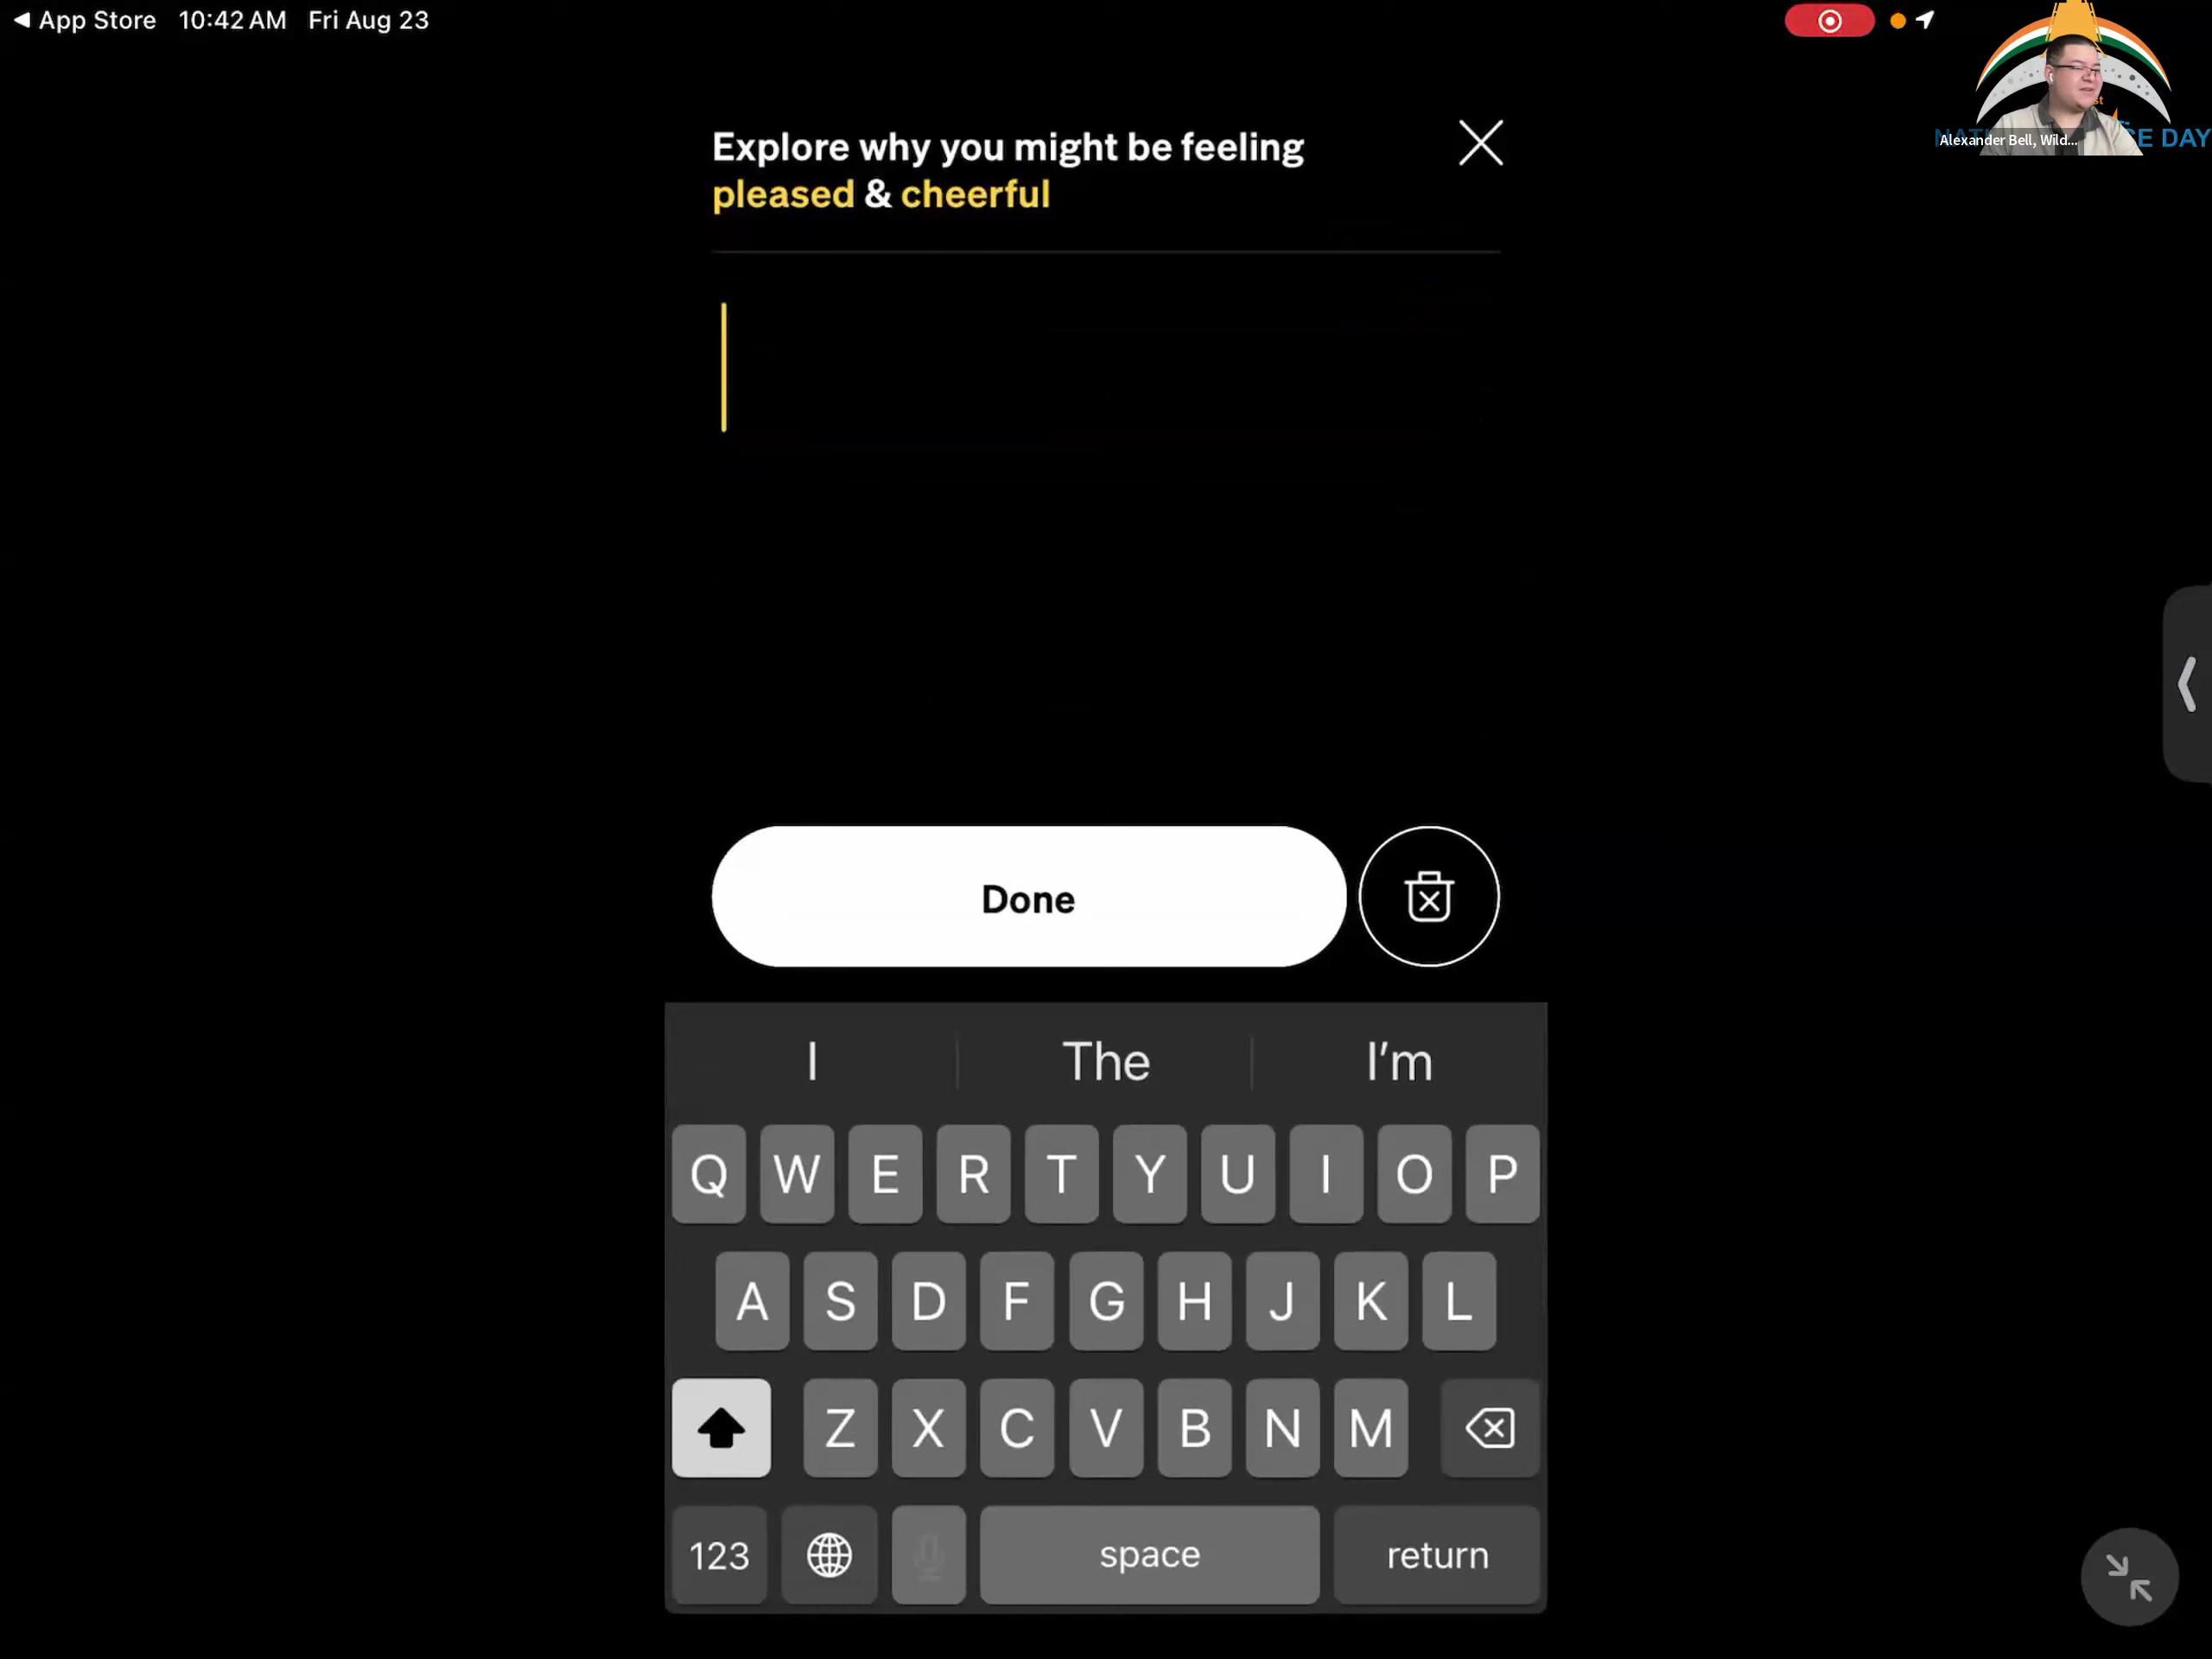 App Store 10:42 AM Fri Aug 23
Alexander Bell, Wild...
E DAY
Explore why you might be feeling
pleased & cheerful
Done
I The I'm
Q W E R T Y U I O P
A S D F G H J K L
Z X C V B N M
123 space return